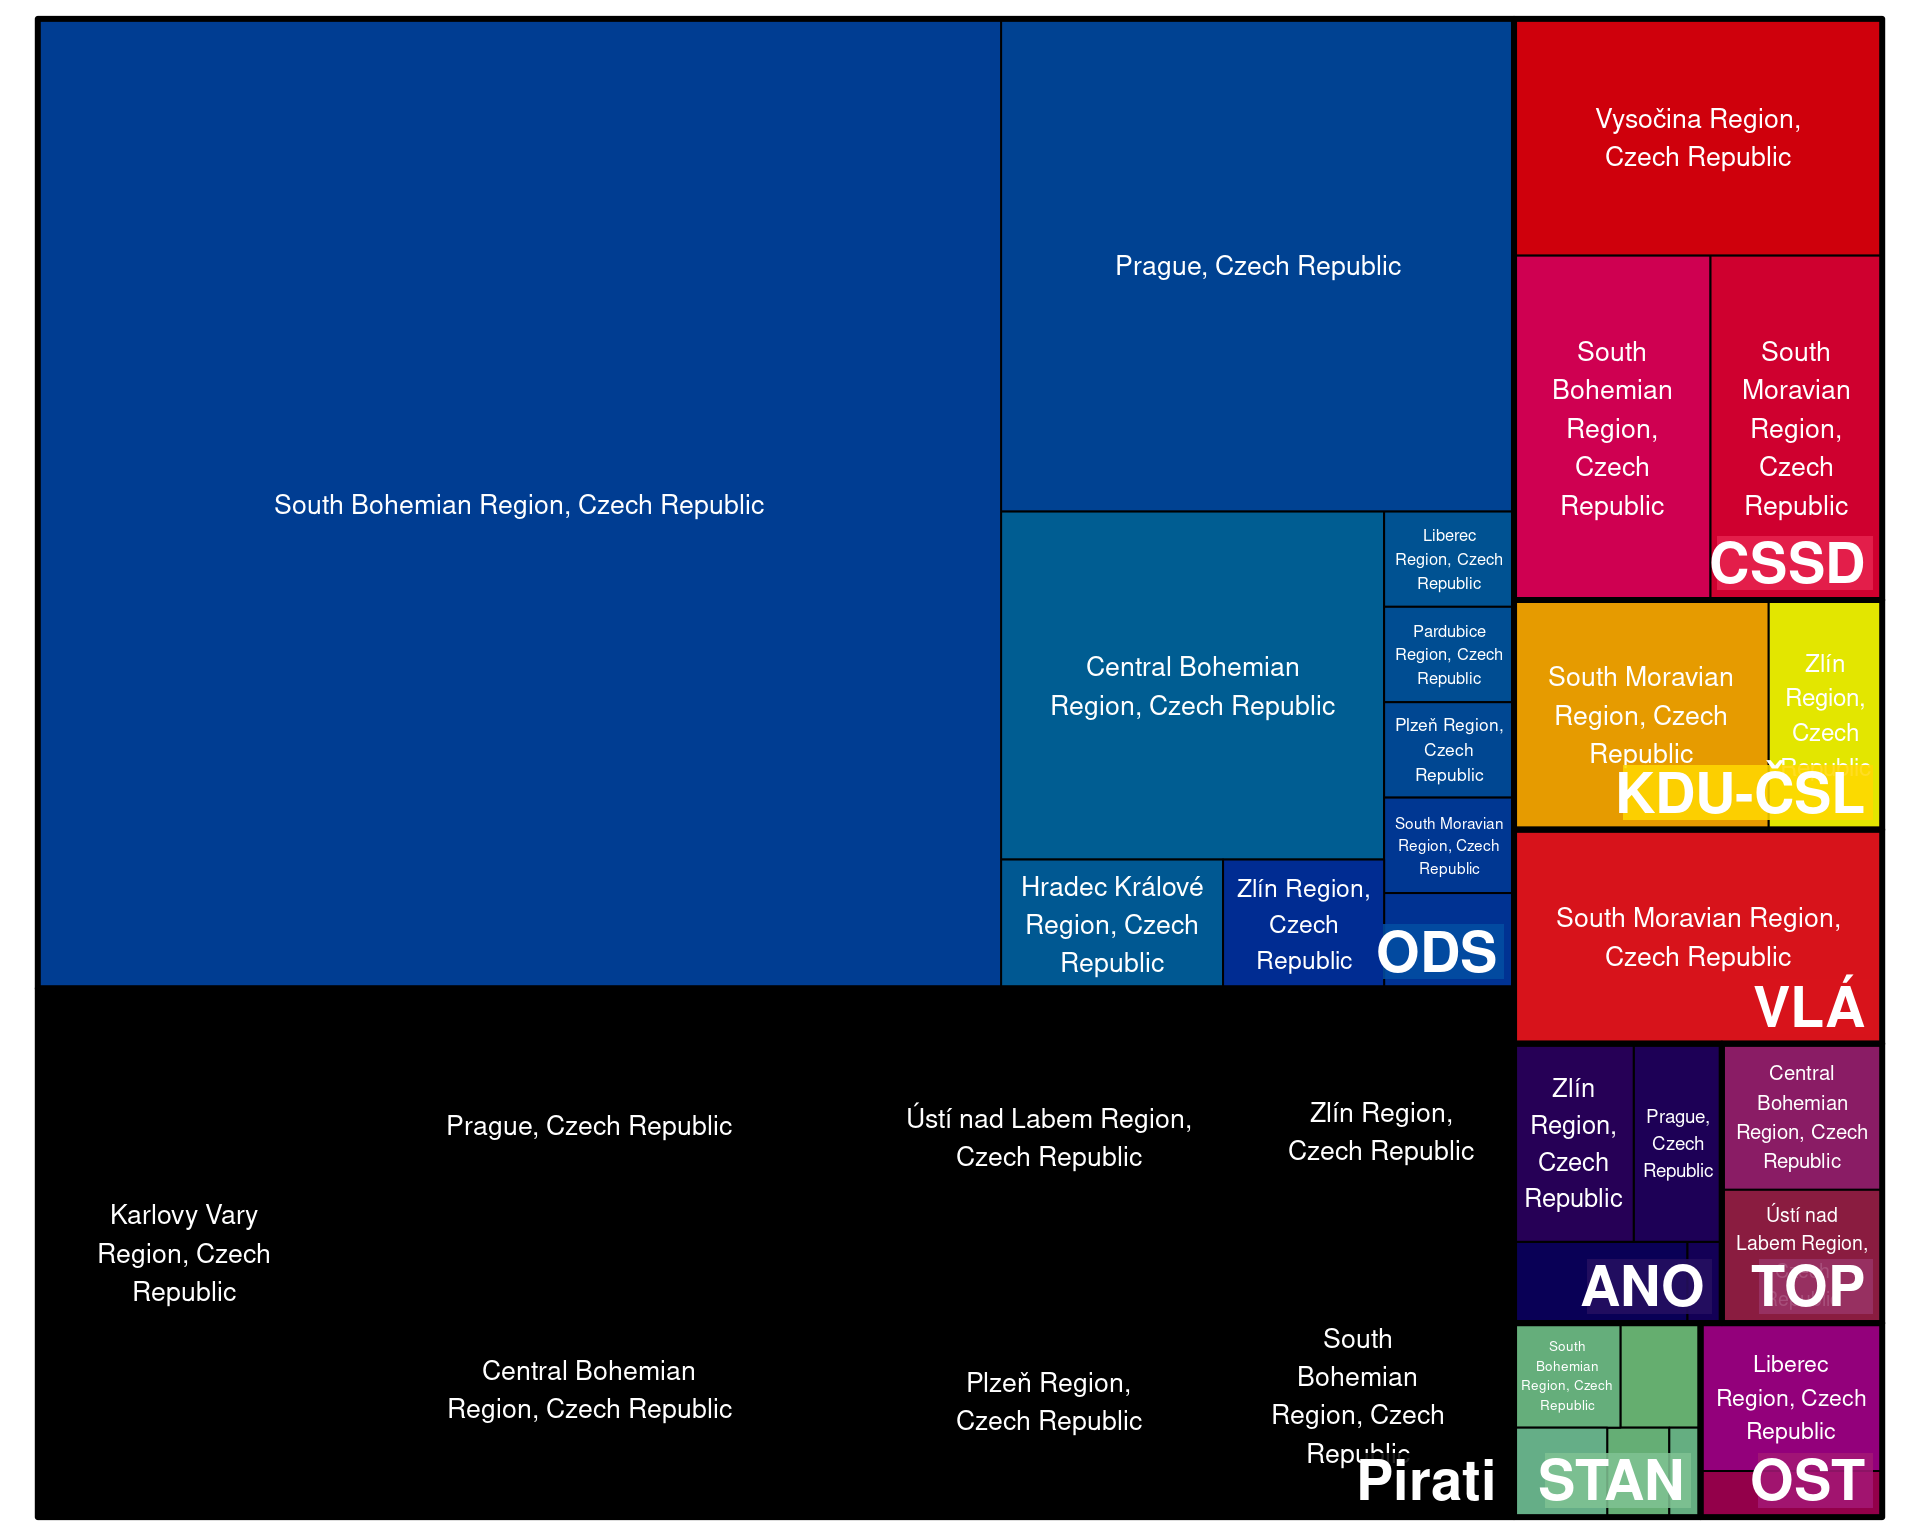 South Bohemian Region, Czech Republic
Prague, Czech Republic
Central Bohemian
Region, Czech Republic
Hradec Králové
Region, Czech
Republic
Zlín Region,
Czech
Republic
Liberec
Region, Czech
Republic
Pardubice
Region, Czech
Republic
Plzeň Region,
Czech
Republic
South Moravian
Region, Czech
Republic
ODS
Vysočina Region,
Czech Republic
South
Bohemian
Region,
Czech
Republic
South
Moravian
Region,
Czech
Republic
CSSD
South Moravian
Region, Czech
Republic
Zlín
Region,
Czech
Republic
KDU-ČSL
South Moravian Region,
Czech Republic
VLÁ
Karlovy Vary
Region, Czech
Republic
Prague, Czech Republic
Central Bohemian
Region, Czech Republic
Ústí nad Labem Region,
Czech Republic
Plzeň Region,
Czech Republic
Zlín Region,
Czech Republic
South
Bohemian
Region, Czech
Republic
Pirati
Zlín
Region,
Czech
Republic
Prague,
Czech
Republic
ANO
Central
Bohemian
Region, Czech
Republic
Ústí nad
Labem Region,
TOP
South
Bohemian
Region, Czech
Republic
STAN
Liberec
Region, Czech
Republic
OST